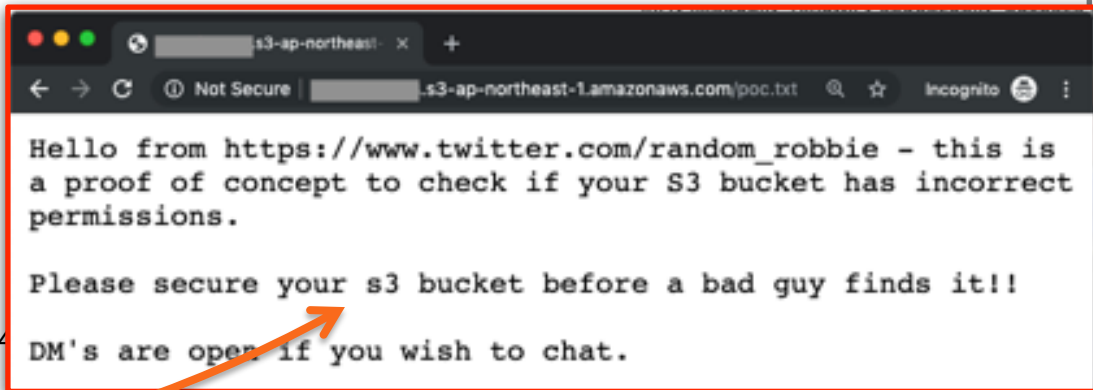 .s3-ap-northeast-
Not Secure
.s3-ap-northeast-1.amazonaws.com/poc.txt
Incognito
Hello from https://www.twitter.com/random_robbie – this is
a proof of concept to check if your S3 bucket has incorrect
permissions.
Please secure your s3 bucket before a bad guy finds it!!
DM's are open if you wish to chat.